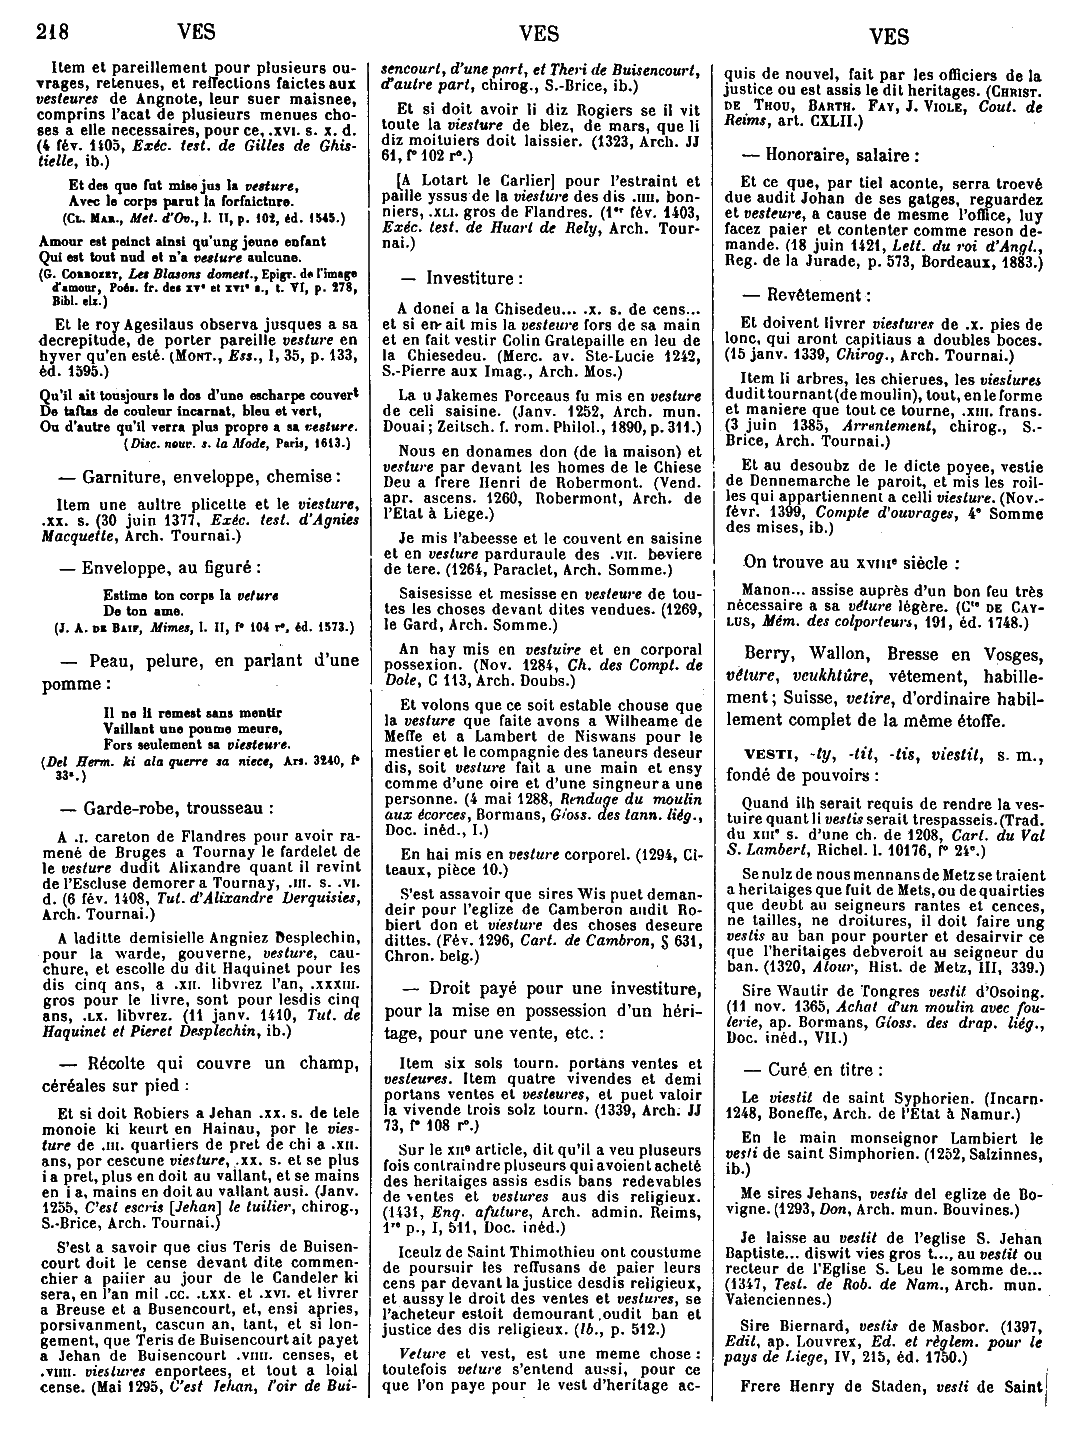 218 VES VES VES
Item et pareillement pour plusieurs ou-
vrages, retenues, et reffections faictes aux
vesteures de Angnote, leur suer maisnee,
comprins l'acat de plusieurs menues cho-
ses a elle necessaires, pour ce, .XVI. s. x. d.
(4 fév. 1405, Exéc. test. de Gilles de Ghis-
tielle, ib.)
Et des que fut mise jus la vesture,
Avec le corps parut la forfaicture.
(CL. MAR., Met. d'Ov., l. II, p. 102, éd. 1545.)
Amour est peinct ainsi qu'ung jeune enfant
Qui est tout nud et n'a vesture aulcune.
(G. CORROZET, Les Blasons domest., Epigr. de l'image
d'amour, Poés. fr. des XVe et XVIe s., t. VI, p. 278,
Bibl. elz.)
Et le roy Agesilaus observa jusques a sa
decrepitude, de porter pareille vesture en
hyver qu'en esté. (MONT., Ess., I, 35, p. 133,
éd. 1595.)
Qu'il ait tousjours le dos d'une escharpe couvert
De taftas de couleur incarnat, bleu et vert,
Ou d'autre qu'il verra plus propre a sa vesture.
(Disc. nouv. s. la Mode, Paris, 1613.)
— Garniture, enveloppe, chemise :
Item une aultre plicette et le viesture,
.XX. s. (30 juin 1377, Exéc. test. d'Agnies
Macquette, Arch. Tournai.)
— Enveloppe, au figuré :
Estime ton corps la veture
De ton ame.
(J. A. DE BAIF, Mimes, l. II, fº 104 rº, éd. 1573.)
— Peau, pelure, en parlant d'une
pomme :
Il ne li remest sans mentir
Vaillant une poume meure,
Fors seulement sa viesteure.
(Del Herm. ki ala querre sa niece, Ars. 3240, fº
33ª.)
— Garde-robe, trousseau :
A .I. careton de Flandres pour avoir ra-
mené de Bruges a Tournay le fardelet de
le vesture dudit Alixandre quant il revint
de l'Escluse demorer a Tournay, .III. s. .VI.
d. (6 fév. 1408, Tut. d'Alixandre Derquisies,
Arch. Tournai.)
A laditte demisielle Angniez Desplechin,
pour la warde, gouverne, vesture, cau-
chure, et escolle du dit Haquinet pour les
dis cinq ans, a .XII. libvrez l'an, .XXXIII.
gros pour le livre, sont pour lesdis cinq
ans, .LX. libvrez. (11 janv. 1410, Tut. de
Haquinet et Pieret Desplechin, ib.)
— Récolte qui couvre un champ,
céréales sur pied :
Et si doit Robiers a Jehan .XX. s. de tele
monoie ki keurt en Hainau, por le vies-
ture de .III. quartiers de pret de chi a .XII.
ans, por cescune viesture, .XX. s. et se plus
i a pret, plus en doit au vallant, et se mains
en i a, mains en doit au vallant ausi. (Janv.
1255, C'est escris [Jehan] le tuilier, chirog.,
S.-Brice, Arch. Tournai.)
S'est a savoir que cius Teris de Buisen-
court doit le cense devant dite commen-
chier a paiier au jour de le Candeler ki
sera, en l'an mil .CC. .LXX. et .XVI. et livrer
a Breuse et a Busencourt, et, ensi apries,
porsivanment, cascun an, tant, et si lon-
gement, que Teris de Buisencourt ait payet
a Jehan de Buisencourt .VIIII. censes, et
.VIIII. viestures enportees, et tout a loial
cense. (Mai 1295, C'est Jehan, l'oir de Bui-
sencourt, d'une part, et Theri de Buisencourt,
d'autre part, chirog., S.-Brice, ib.)
Et si doit avoir li diz Rogiers se il vit
toute la viesture de blez, de mars, que li
diz moituiers doit laissier. (1323, Arch. JJ
61, fº 102 rº.)
[A Lotart le Carlier] pour l'estraint et
paille yssus de la viesture des dis .IIII. bon-
niers, .XLI. gros de Flandres. (1er fév. 1403,
Exéc. test. de Huart de Rely, Arch. Tour-
nai.)
— Investiture :
A donei a la Chisedeu... .X. s. de cens...
et si en ait mis la vesteure fors de sa main
et en fait vestir Colin Gratepaille en leu de
la Chiesedeu. (Merc. av. Ste-Lucie 1242,
S.-Pierre aux Imag., Arch. Mos.)
La u Jakemes Porceaus fu mis en vesture
de celi saisine. (Janv. 1252, Arch. mun.
Douai ; Zeitsch. f. rom. Philol., 1890, p. 311.)
Nous en donames don (de la maison) et
vesture par devant les homes de le Chiese
Deu a frere Henri de Robermont. (Vend.
apr. ascens. 1260, Robermont, Arch. de
l'Etat à Liege.)
Je mis l'abeesse et le couvent en saisine
et en vesture parduraule des .VII. beviere
de tere. (1264, Paraclet, Arch. Somme.)
Saisesisse et mesisse en vesteure de tou-
tes les choses devant dites vendues. (1269,
le Gard, Arch. Somme.)
An hay mis en vestuire et en corporal
possexion. (Nov. 1284, Ch. des Compt. de
Dole, C 113, Arch. Doubs.)
Et volons que ce soit estable chouse que
la vesture que faite avons a Wilheame de
Meffe et a Lambert de Niswans pour le
mestier et le compagnie des taneurs deseur
dis, soit vesture fait a une main et ensy
comme d'une oire et d'une singneur a une
personne. (4 mai 1288, Rendage du moulin
aux écorces, Bormans, Gloss. des tann. liég.,
Doc. inéd., I.)
En hai mis en vesture corporel. (1294, Cî-
teaux, pièce 10.)
S'est assavoir que sires Wis puet deman-
deir pour l'eglize de Camberon audit Ro-
biert don et viesture des choses deseure
dittes. (Fév. 1296, Cart. de Cambron, § 631,
Chron. belg.)
— Droit payé pour une investiture,
pour la mise en possession d'un héri-
tage, pour une vente, etc. :
Item six sols tourn. portans ventes et
vesteures. Item quatre vivendes et demi
portans ventes et vesteures, et puet valoir
la vivende trois solz tourn. (1339, Arch. JJ
73, fº 108 rº.)
Sur le XIIe article, dit qu'il a veu pluseurs
fois contraindre pluseurs qui avoient acheté
des heritaiges assis esdis bans redevables
de ventes et vestures aus dis religieux.
(1431, Enq. afuture, Arch. admin. Reims,
1re p., I, 511, Doc. inéd.)
Iceulz de Saint Thimothieu ont coustume
de poursuir les reffusans de paier leurs
cens par devant la justice desdis religieux,
et aussy le droit des ventes et vestures, se
l'acheteur estoit demourant oudit ban et
justice des dis religieux. (Ib., p. 512.)
Veture et vest, est une meme chose :
toutefois veture s'entend aussi, pour ce
que l'on paye pour le vest d'heritage ac-
quis de nouvel, fait par les officiers de la
justice ou est assis le dit heritages. (CHRIST.
DE THOU, BARTH. FAY, J. VIOLE, Cout. de
Reims, art. CXLII.)
— Honoraire, salaire :
Et ce que, par tiel aconte, serra troevé
due audit Johan de ses gatges, reguardez
et vesteure, a cause de mesme l'office, luy
facez paier et contenter comme reson de-
mande. (18 juin 1421, Lett. du roi d'Angl.,
Reg. de la Jurade, p. 573, Bordeaux, 1883.)
— Revêtement :
Et doivent livrer viestures de .x. pies de
lonc, qui aront capitiaus a doubles boces.
(15 janv. 1339, Chirog., Arch. Tournai.)
Item li arbres, les chierues, les viestures
dudit tournant (de moulin), tout, en le forme
et maniere que tout ce tourne, .XIII. frans.
(3 juin 1385, Arrentement, chirog., S.-
Brice, Arch. Tournai.)
Et au desoubz de le dicte poyee, vestie
de Dennemarche le paroit, et mis les roil-
les qui appartiennent a celli viesture. (Nov.-
févr. 1399, Compte d'ouvrages, 4e Somme
des mises, ib.)
On trouve au XVIIIe siècle :
Manon... assise auprès d'un bon feu très
nécessaire a sa véture légère. (Cte DE CAY-
LUS, Mém. des colporteurs, 191, éd. 1748.)
Berry, Wallon, Bresse en Vosges,
vêture, veukhtûre, vêtement, habille-
ment ; Suisse, vetire, d'ordinaire habil-
lement complet de la même étoffe.
VESTI, -ty, -tit, -tis, viestit, s. m.,
fondé de pouvoirs :
Quand ilh serait requis de rendre la ves-
tuire quant li vestis serait trespasseis. (Trad.
du XIIIe s. d'une ch. de 1208, Cart. du Val
S. Lambert, Richel. l. 10176, fº 24ª.)
Se nulz de nous mennans de Metz se traient
a heritaiges que fuit de Mets, ou de quairties
que deubt au seigneurs rantes et cences,
ne tailles, ne droitures, il doit faire ung
vestis au ban pour pourter et desairvir ce
que l'heritaiges debveroit au seigneur du
ban. (1320, Atour, Hist. de Metz, III, 339.)
Sire Wautir de Tongres vestit d'Osoing.
(11 nov. 1365, Achat d'un moulin avec fou-
lerie, ap. Bormans, Gloss. des drap. liég.,
Doc. inéd., VII.)
— Curé en titre :
Le viestit de saint Syphorien. (Incarn.
1248, Boneffe, Arch. de l'Etat à Namur.)
En le main monseignor Lambiert le
vesti de saint Simphorien. (1252, Salzinnes,
ib.)
Me sires Jehans, vestis del eglize de Bo-
vigne. (1293, Don, Arch. mun. Bouvines.)
Je laisse au vestit de l'eglise S. Jehan
Baptiste... diswit vies gros t..., au vestit ou
recteur de l'Eglise S. Leu le somme de...
(1347, Test. de Rob. de Nam., Arch. mun.
Valenciennes.)
Sire Biernard, vestis de Masbor. (1397,
Edit, ap. Louvrex, Ed. et règlem. pour le
pays de Liege, IV, 215, éd. 1750.)
Frere Henry de Staden, vesti de Saint